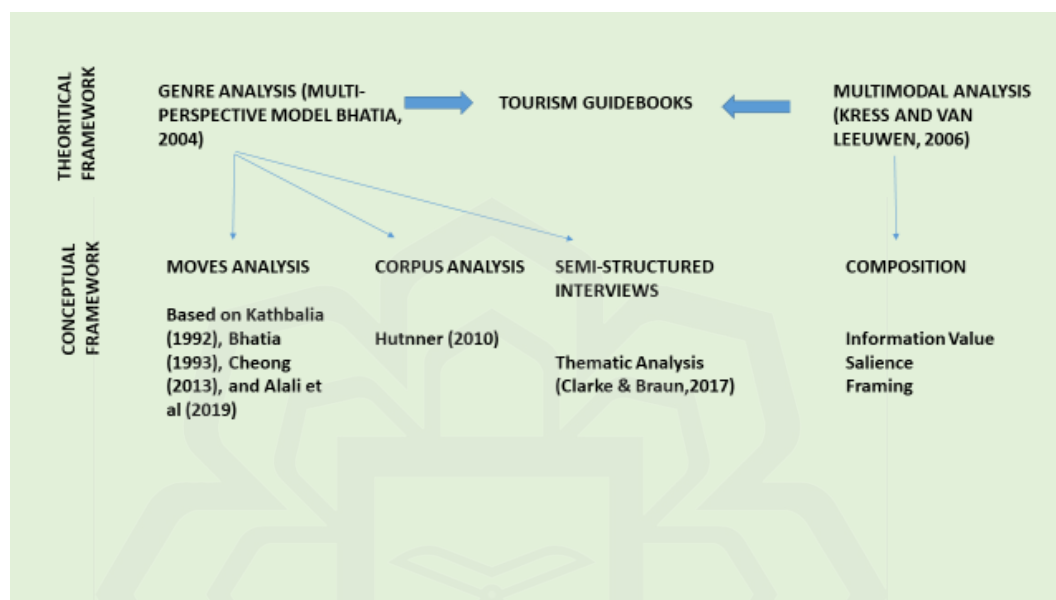 THEORITICAL
FRAMEWORK
GENRE ANALYSIS (MULTI-
PERSPECTIVE MODEL BHATIA,
2004)
TOURISM GUIDEBOOKS
MULTIMODAL ANALYSIS
(KRESS AND VAN
LEEUWEN, 2006)
CONCEPTUAL
FRAMEWORK
MOVES ANALYSIS
Based on Kathbalia
(1992), Bhatia
(1993), Cheong
(2013), and Alali et
al (2019)
CORPUS ANALYSIS
Hutnner (2010)
SEMI-STRUCTURED
INTERVIEWS
Thematic Analysis
(Clarke & Braun,2017)
COMPOSITION
Information Value
Salience
Framing